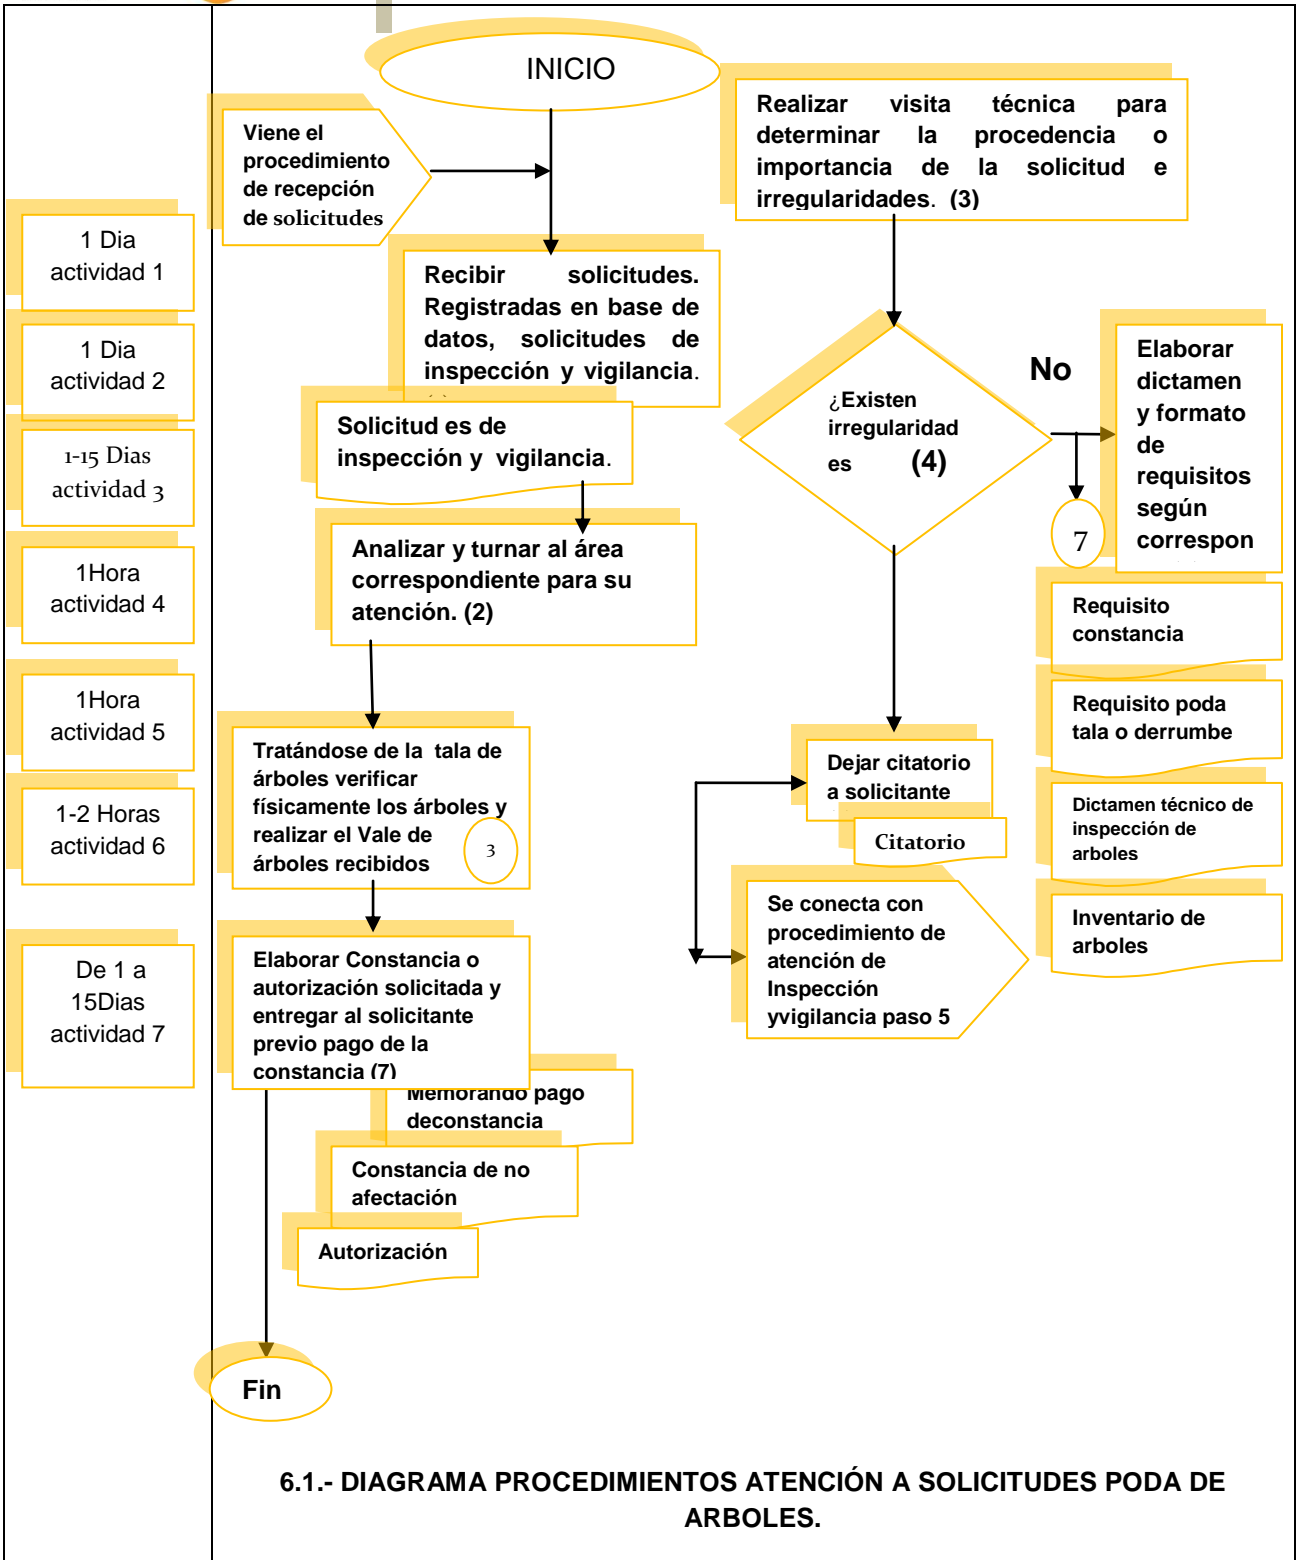 INICIO
Viene el
procedimiento
de recepción
de solicitudes
Recibir solicitudes.
Registradas en base de
datos, solicitudes de
inspección y vigilancia.
Solicitud es de
inspección y vigilancia.
Analizar y turnar al área
correspondiente para su
atención. (2)
Tratándose de la tala de
árboles verificar
físicamente los árboles y
realizar el Vale de
árboles recibidos
3
Elaborar Constancia o
autorización solicitada y
entregar al solicitante
previo pago de la
constancia (7)
Memorando pago
deconstancia
Constancia de no
afectación
Autorización
Fin
Realizar visita técnica para
determinar la procedencia o
importancia de la solicitud e
irregularidades. (3)
¿Existen
irregularidad
es (4)
No
7
Elaborar
dictamen
y formato
de
requisitos
según
correspon
Requisito
constancia
Requisito poda
tala o derrumbe
Dictamen técnico de
inspección de
arboles
Inventario de
arboles
Dejar citatorio
a solicitante
Citatorio
Se conecta con
procedimiento de
atención de
Inspección
yvigilancia paso 5
1 Dia
actividad 1
1 Dia
actividad 2
1-15 Dias
actividad 3
1Hora
actividad 4
1Hora
actividad 5
1-2 Horas
actividad 6
De 1 a
15Dias
actividad 7
6.1.- DIAGRAMA PROCEDIMIENTOS ATENCIÓN A SOLICITUDES PODA DE
ARBOLES.